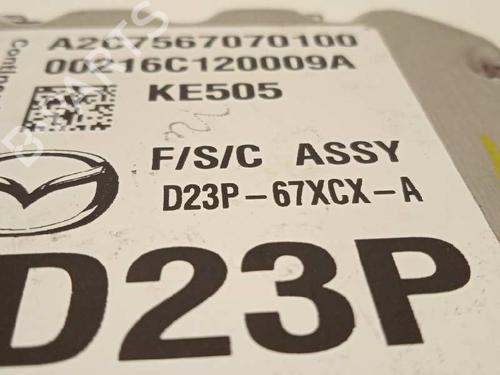 A2C7567070100
00216C120009A
KE505
F/S/C ASSY
D23P-67XCX-A
D23P